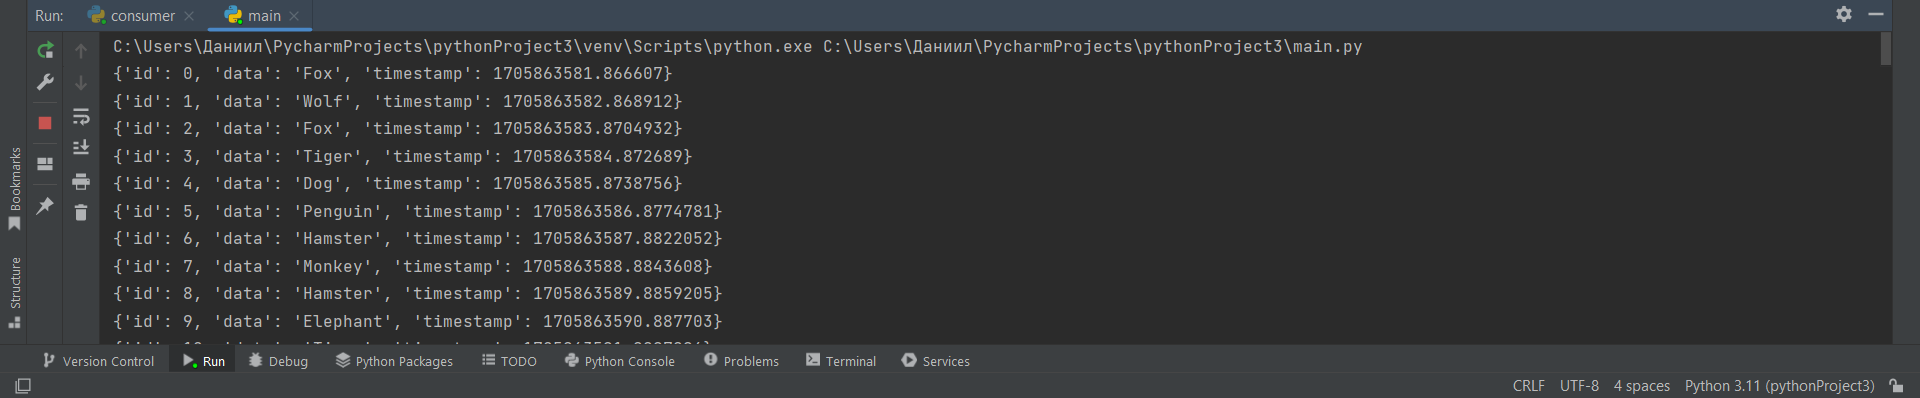 Run: consumer main
C:\Users\Даниил\PycharmProjects\pythonProject3\venv\Scripts\python.exe C:\Users\Даниил\PycharmProjects\pythonProject3\main.py
{'id': 0, 'data': 'Fox', 'timestamp': 1705863581.866607}
{'id': 1, 'data': 'Wolf', 'timestamp': 1705863582.868912}
{'id': 2, 'data': 'Fox', 'timestamp': 1705863583.8704932}
{'id': 3, 'data': 'Tiger', 'timestamp': 1705863584.872689}
{'id': 4, 'data': 'Dog', 'timestamp': 1705863585.8738756}
{'id': 5, 'data': 'Penguin', 'timestamp': 1705863586.8774781}
{'id': 6, 'data': 'Hamster', 'timestamp': 1705863587.8822052}
{'id': 7, 'data': 'Monkey', 'timestamp': 1705863588.8843608}
{'id': 8, 'data': 'Hamster', 'timestamp': 1705863589.8859205}
{'id': 9, 'data': 'Elephant', 'timestamp': 1705863590.887703}
Bookmarks
Structure
Version Control Run Debug Python Packages TODO Python Console Problems Terminal Services
CRLF UTF-8 4 spaces Python 3.11 (pythonProject3)